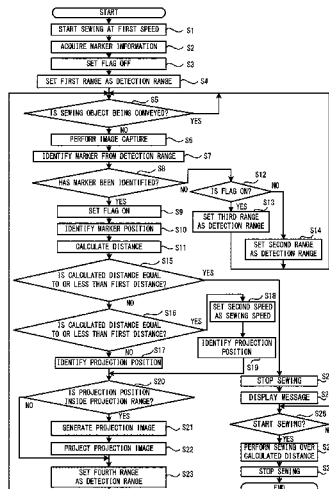 START
START SEWING AT FIRST SPEED
S1
ACQUIRE MARKER INFORMATION
S2
SET FLAG OFF
S3
SET FIRST RANGE AS DETECTION RANGE
S4
S5
IS SEWING OBJECT BEING CONVEYED?
YES
NO
PERFORM IMAGE CAPTURE
S6
IDENTIFY MARKER FROM DETECTION RANGE
S7
S8
HAS MARKER BEEN IDENTIFIED?
NO
YES
S12
IS FLAG ON?
NO
YES
S13
SET THIRD RANGE
AS DETECTION RANGE
S14
SET SECOND RANGE
AS DETECTION RANGE
SET FLAG ON
S9
IDENTIFY MARKER POSITION
S10
CALCULATE DISTANCE
S11
S15
IS CALCULATED DISTANCE EQUAL
TO OR LESS THAN FIRST DISTANCE?
YES
NO
S16
IS CALCULATED DISTANCE EQUAL
TO OR LESS THAN FIRST DISTANCE?
YES
NO
S18
SET SECOND SPEED
AS SEWING SPEED
IDENTIFY PROJECTION
POSITION
S19
S17
IDENTIFY PROJECTION POSITION
S20
IS PROJECTION POSITION
INSIDE PROJECTION RANGE?
NO
YES
GENERATE PROJECTION IMAGE
S21
PROJECT PROJECTION IMAGE
S22
SET FOURTH RANGE
AS DETECTION RANGE
S23
STOP SEWING
DISPLAY MESSAGE
S26
START SEWING?
YES
PERFORM SEWING OVER
CALCULATED DISTANCE
STOP SEWING
END